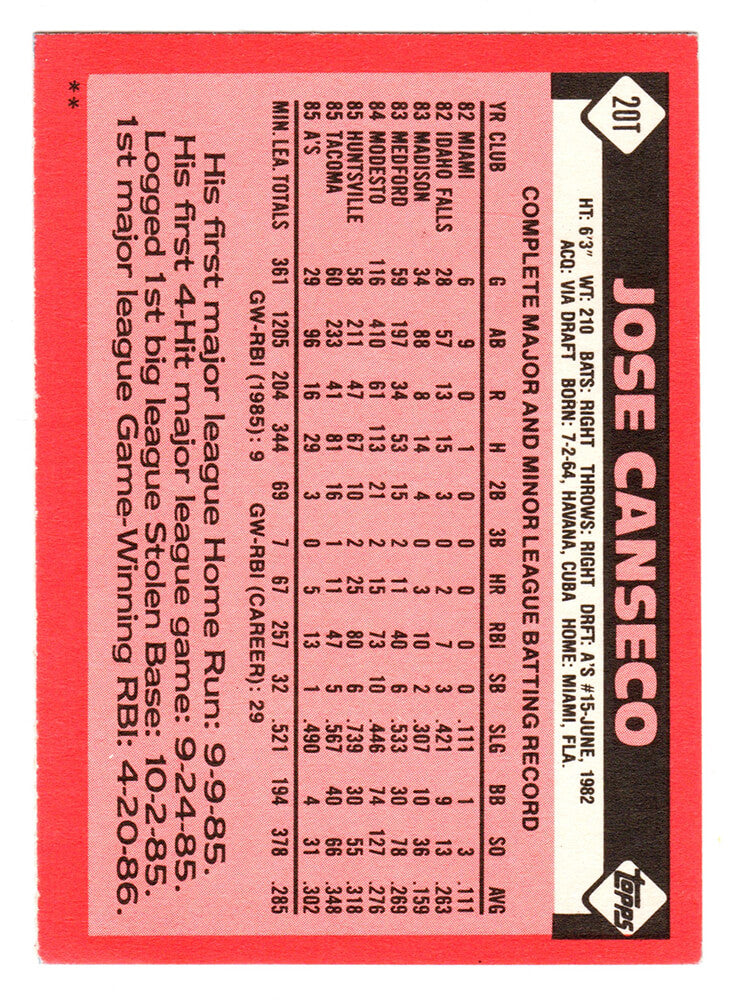 20T JOSE CANSECO topps
HT: 6'3" WT: 210 BATS: RIGHT THROWS: RIGHT DRFT: A'S #15-JUNE, 1982
ACQ: VIA DRAFT BORN: 7-2-64, HAVANA, CUBA HOME: MIAMI, FLA.
COMPLETE MAJOR AND MINOR LEAGUE BATTING RECORD
YR CLUB G AB R H 2B 3B HR RBI SB SLG BB SO AVG
82 MIAMI 6 9 0 1 0 0 0 0 0 .111 1 3 .111
82 IDAHO FALLS 28 57 13 15 3 0 2 7 3 .421 9 13 .263
83 MADISON 34 88 8 14 4 0 3 10 2 .307 10 36 .159
83 MEDFORD 59 197 34 53 15 2 11 40 6 .533 30 78 .269
84 MODESTO 116 410 61 113 21 2 15 73 10 .446 74 127 .276
85 HUNTSVILLE 58 211 47 67 10 2 25 80 6 .739 30 55 .318
85 TACOMA 60 233 41 81 16 1 11 47 5 .567 40 66 .348
85 A'S 29 96 16 29 3 0 5 13 1 .490 4 31 .302
MIN. LEA. TOTALS 361 1205 204 344 69 7 67 257 32 .521 194 378 .285
GW-RBI (1985): 9 GW-RBI (CAREER): 29
His first major league Home Run: 9-9-85.
His first 4-Hit major league game: 9-24-85.
Logged 1st big league Stolen Base: 10-2-85.
1st major league Game-Winning RBI: 4-20-86.
**